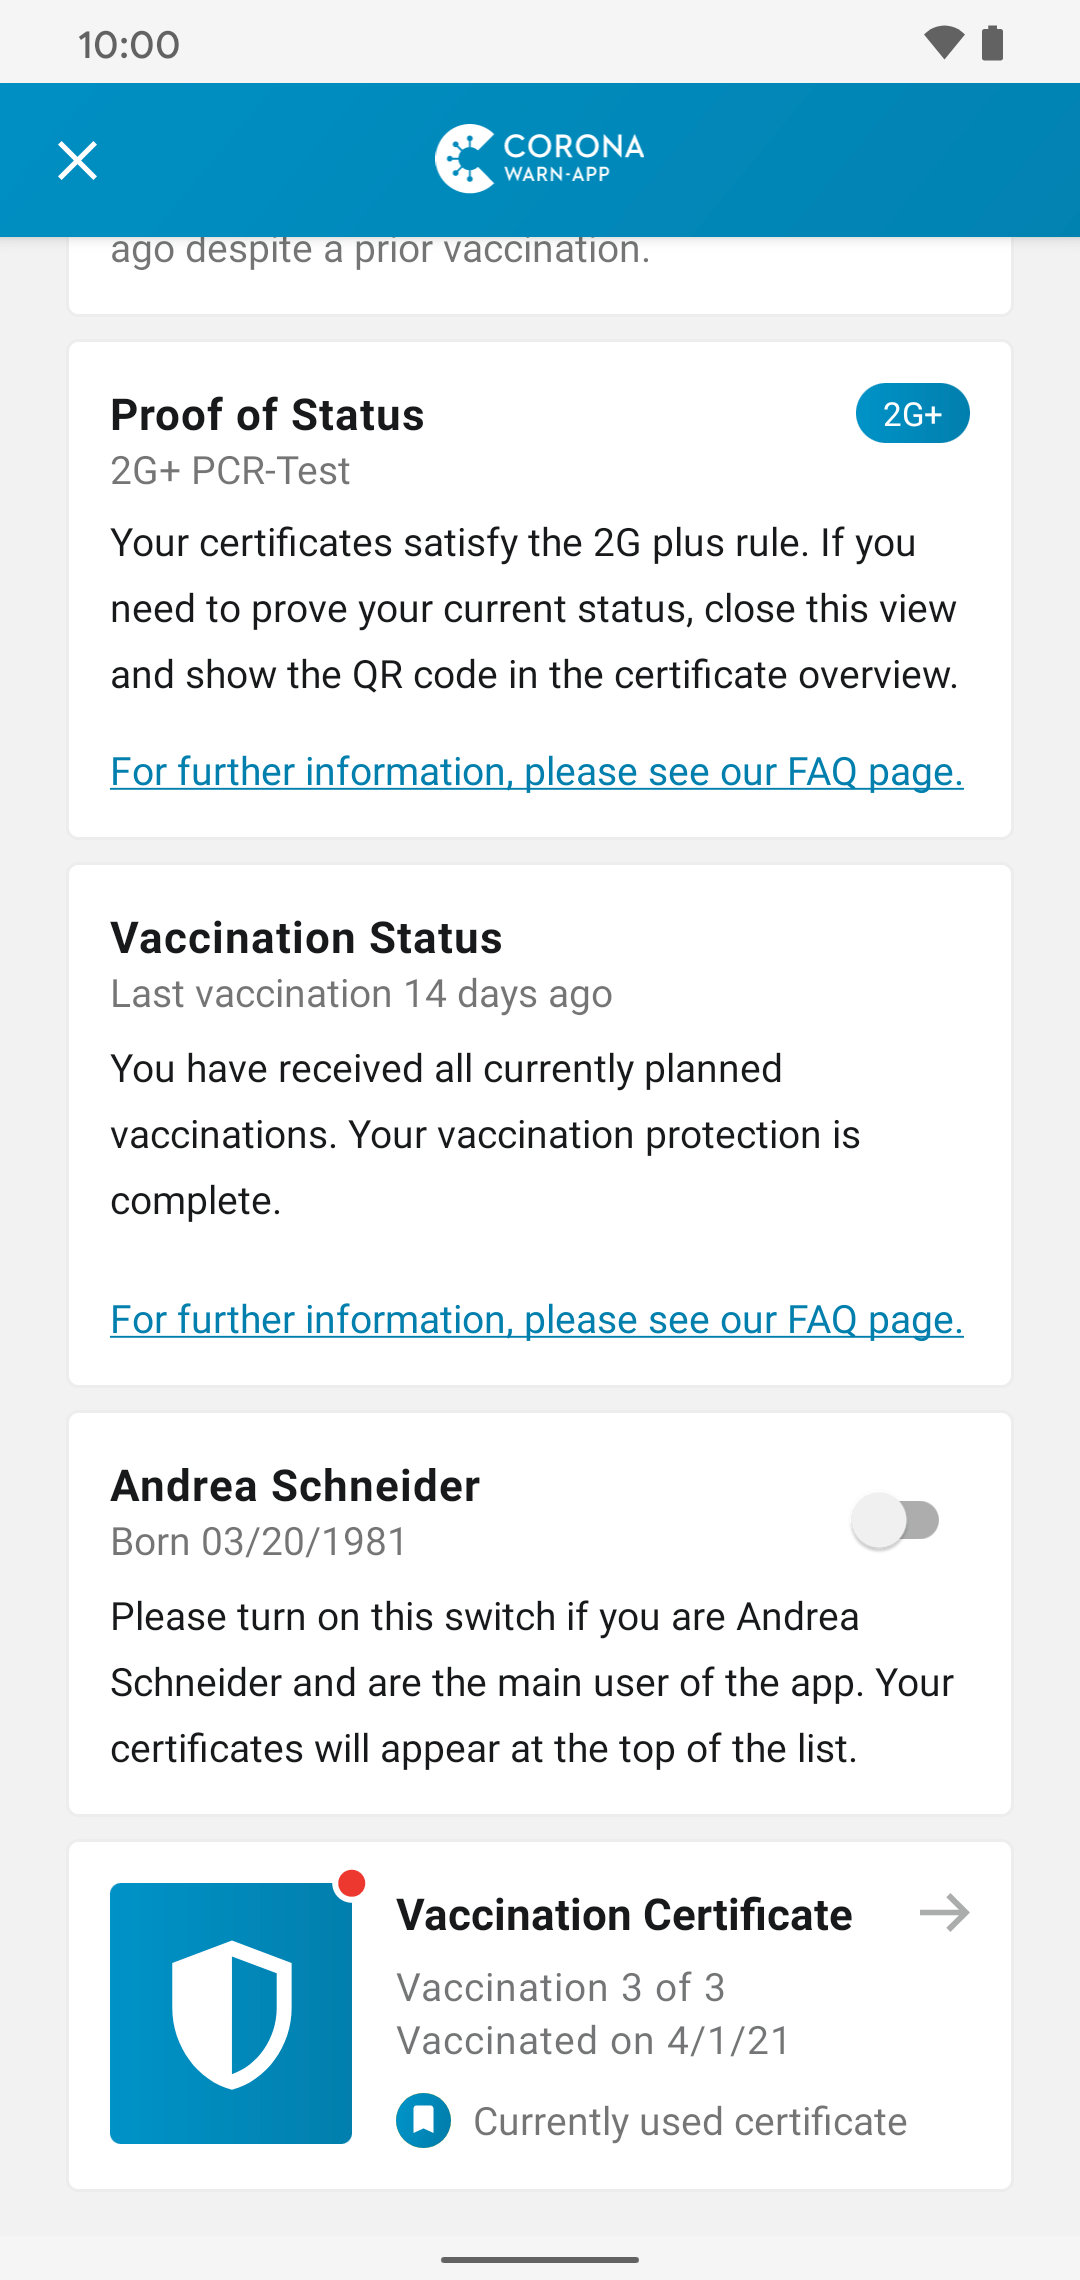 10:00
CORONA
WARN-APP
ago despite a prior vaccination.
Proof of Status
2G+
2G+ PCR-Test
Your certificates satisfy the 2G plus rule. If you
need to prove your current status, close this view
and show the QR code in the certificate overview.
For further information, please see our FAQ page.
Vaccination Status
Last vaccination 14 days ago
You have received all currently planned
vaccinations. Your vaccination protection is
complete.
For further information, please see our FAQ page.
Andrea Schneider
Born 03/20/1981
Please turn on this switch if you are Andrea
Schneider and are the main user of the app. Your
certificates will appear at the top of the list.
Vaccination Certificate
Vaccination 3 of 3
Vaccinated on 4/1/21
Currently used certificate